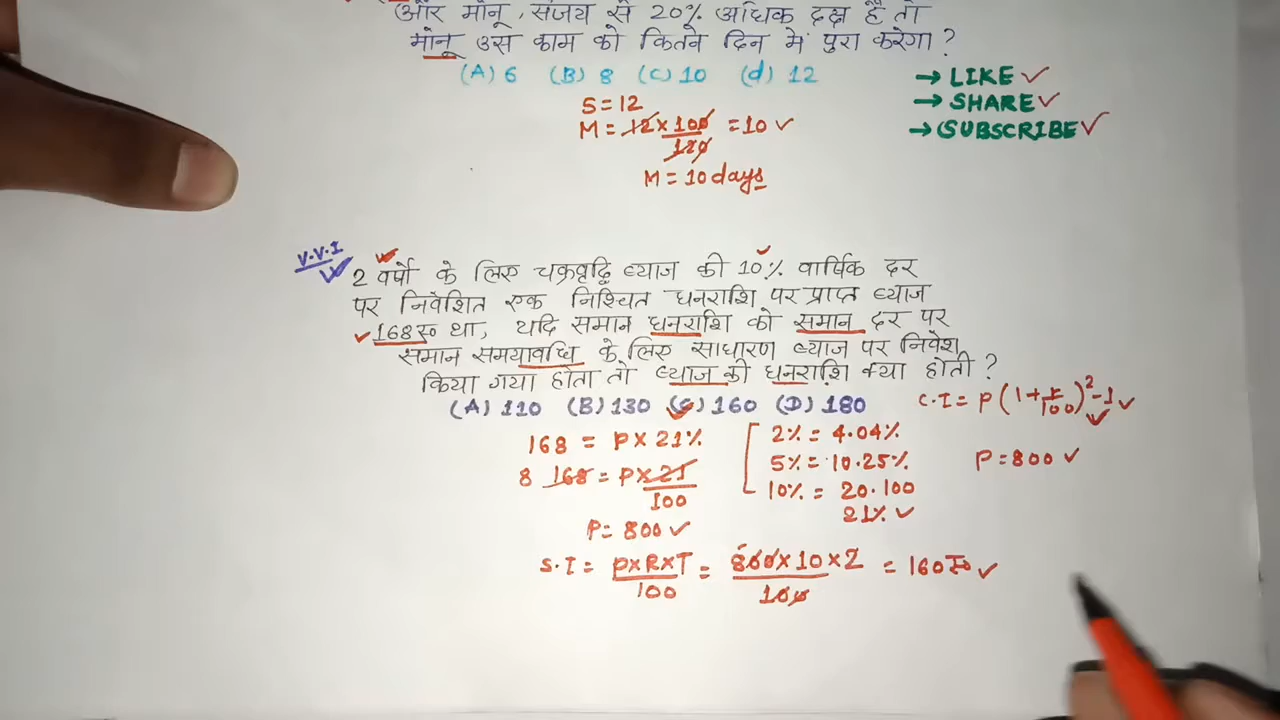 और मोनू, संजय से 20% अधिक दक्ष है तो
मोनू उस काम को कितने दिन में पुरा करेगा?
(A) 6 (B) 8 (C) 10 (d) 12
→ LIKE ✓
→ SHARE ✓
→ SUBSCRIBE ✓
S = 12
M = 12 × 100 / 120 = 10 ✓
M = 10 days
V.V.I
2 वर्षों के लिए चक्रवृद्धि ब्याज की 10% वार्षिक दर
पर निवेशित एक निश्चित धनराशि पर प्राप्त ब्याज
✓ 168रु० था, यदि समान धनराशि को समान दर पर
समान समयावधि के लिए साधारण ब्याज पर निवेश
किया गया होता तो ब्याज की धनराशि क्या होती?
(A) 110 (B) 130 (C) 160 (D) 180
C.I = P(1+r/100)² - 1 ✓
168 = P × 21%
8 168 = P × 21 / 100
P = 800 ✓
2% = 4.04%
5% = 10.25%
10% = 20.100
21% ✓
P = 800 ✓
S.I = P×R×T / 100 = 800×10×2 / 100 = 160रु० ✓